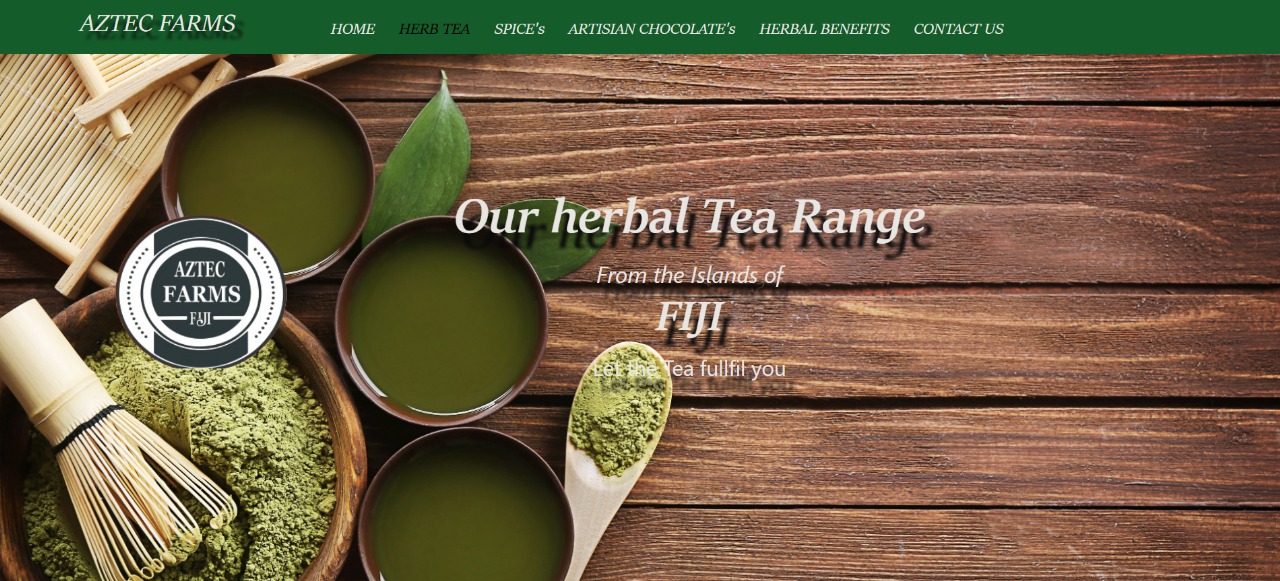 AZTEC FARMS
HOME HERB TEA SPICE's ARTISIAN CHOCOLATE's HERBAL BENEFITS CONTACT US
Our herbal Tea Range
From the Islands of
FIJI
Let the Tea fullfil you
AZTEC
FARMS
FIJI